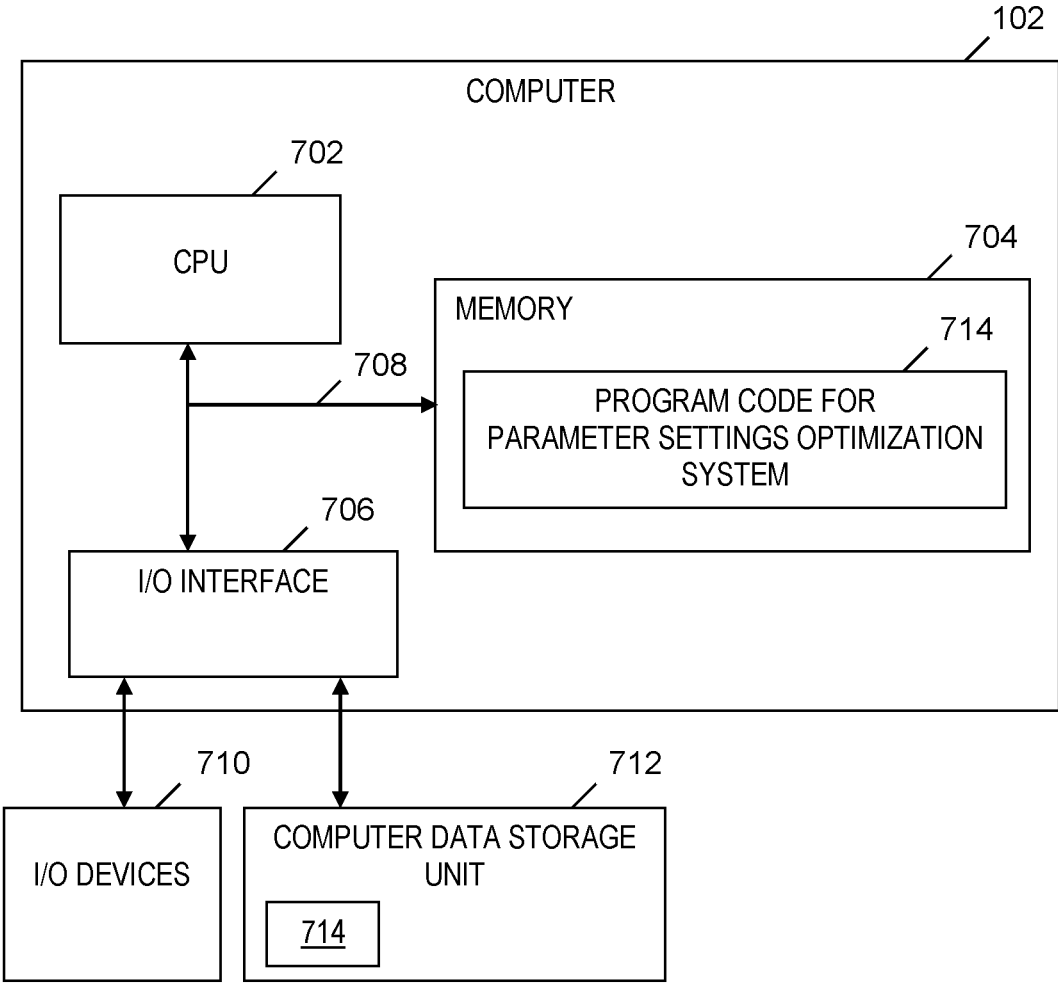 102
COMPUTER
702
CPU
704
MEMORY
714
708
PROGRAM CODE FOR
PARAMETER SETTINGS OPTIMIZATION
SYSTEM
706
I/O INTERFACE
710
712
I/O DEVICES
COMPUTER DATA STORAGE
UNIT
714